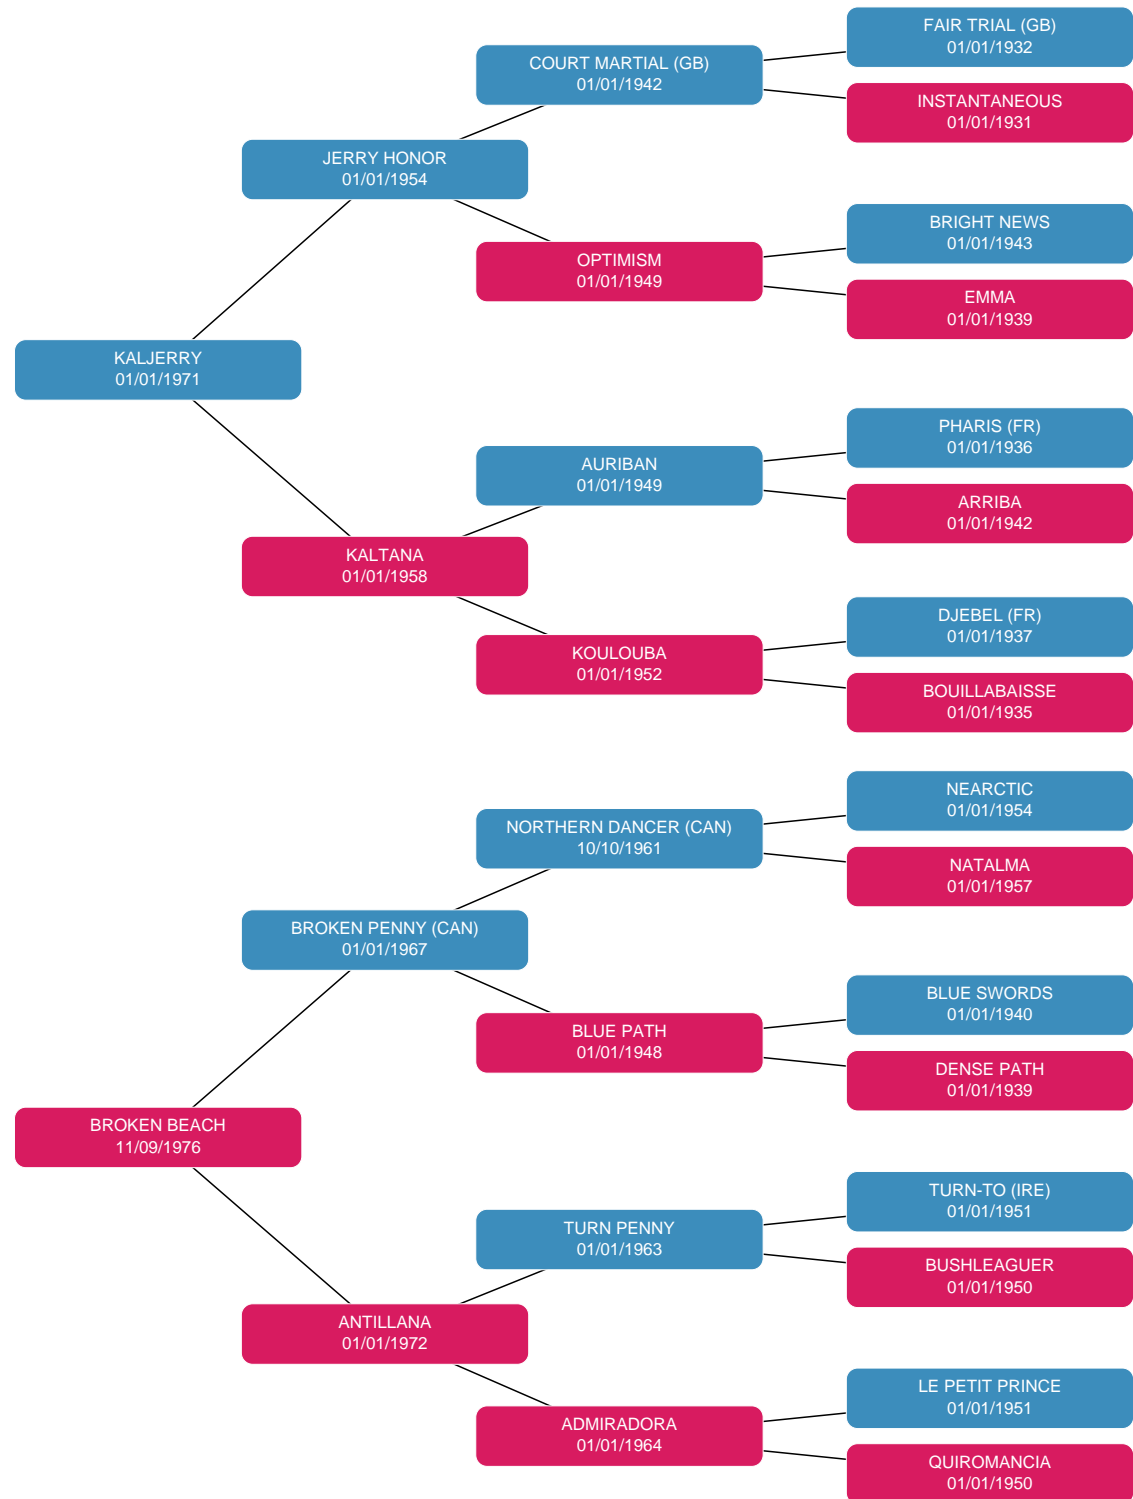 FAIR TRIAL (GB)
01/01/1932
COURT MARTIAL (GB)
01/01/1942
INSTANTANEOUS
01/01/1931
JERRY HONOR
01/01/1954
BRIGHT NEWS
01/01/1943
OPTIMISM
01/01/1949
EMMA
01/01/1939
KALJERRY
01/01/1971
PHARIS (FR)
01/01/1936
AURIBAN
01/01/1949
ARRIBA
01/01/1942
KALTANA
01/01/1958
DJEBEL (FR)
01/01/1937
KOULOUBA
01/01/1952
BOUILLABAISSE
01/01/1935
NEARCTIC
01/01/1954
NORTHERN DANCER (CAN)
10/10/1961
NATALMA
01/01/1957
BROKEN PENNY (CAN)
01/01/1967
BLUE SWORDS
01/01/1940
BLUE PATH
01/01/1948
DENSE PATH
01/01/1939
BROKEN BEACH
11/09/1976
TURN-TO (IRE)
01/01/1951
TURN PENNY
01/01/1963
BUSHLEAGUER
01/01/1950
ANTILLANA
01/01/1972
LE PETIT PRINCE
01/01/1951
ADMIRADORA
01/01/1964
QUIROMANCIA
01/01/1950